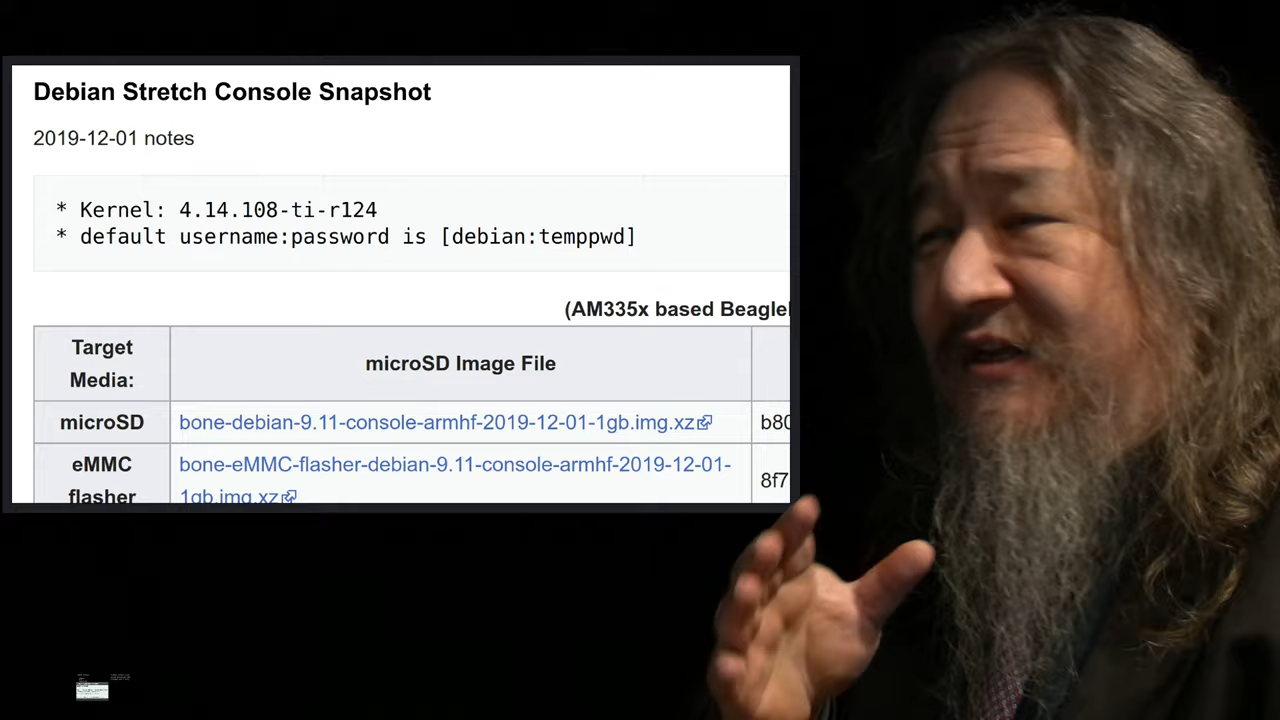 Debian Stretch Console Snapshot
2019-12-01 notes
* Kernel: 4.14.108-ti-r124
* default username:password is [debian:temppwd]
(AM335x based Beagle
Target
Media:
microSD Image File
microSD
bone-debian-9.11-console-armhf-2019-12-01-1gb.img.xz
b80
eMMC
flasher
bone-eMMC-flasher-debian-9.11-console-armhf-2019-12-01-
1gb.img.xz
8f7